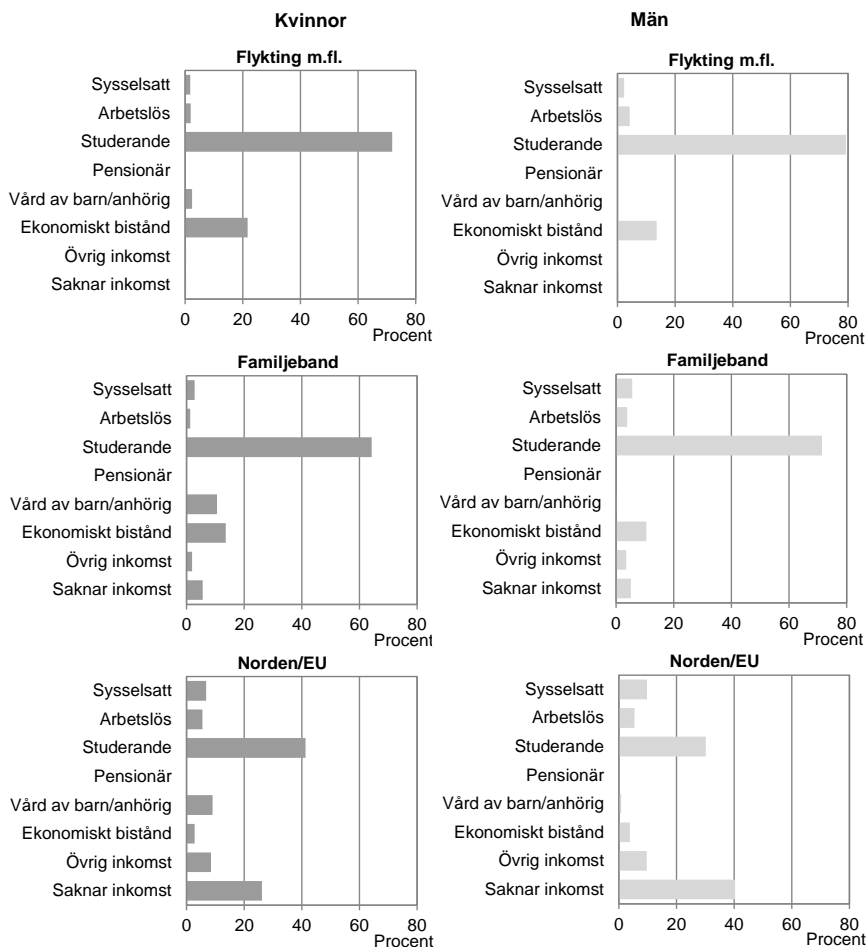 Kvinnor
Män
Flykting m.fl.
Sysselsatt
Arbetslös
Studerande
Pensionär
Vård av barn/anhörig
Ekonomiskt bistånd
Övrig inkomst
Saknar inkomst
0 20 40 60 80
Procent
Flykting m.fl.
Sysselsatt
Arbetslös
Studerande
Pensionär
Vård av barn/anhörig
Ekonomiskt bistånd
Övrig inkomst
Saknar inkomst
0 20 40 60 80
Procent
Familjeband
Sysselsatt
Arbetslös
Studerande
Pensionär
Vård av barn/anhörig
Ekonomiskt bistånd
Övrig inkomst
Saknar inkomst
0 20 40 60 80
Procent
Familjeband
Sysselsatt
Arbetslös
Studerande
Pensionär
Vård av barn/anhörig
Ekonomiskt bistånd
Övrig inkomst
Saknar inkomst
0 20 40 60 80
Procent
Norden/EU
Sysselsatt
Arbetslös
Studerande
Pensionär
Vård av barn/anhörig
Ekonomiskt bistånd
Övrig inkomst
Saknar inkomst
0 20 40 60 80
Procent
Norden/EU
Sysselsatt
Arbetslös
Studerande
Pensionär
Vård av barn/anhörig
Ekonomiskt bistånd
Övrig inkomst
Saknar inkomst
0 20 40 60 80
Procent